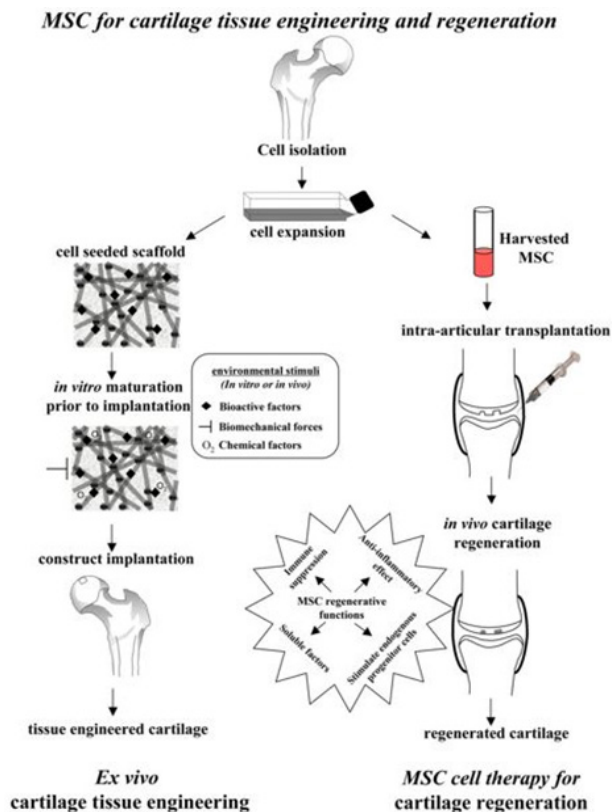 MSC for cartilage tissue engineering and regeneration
Cell isolation
cell expansion
cell seeded scaffold
in vitro maturation
prior to implantation
construct implantation
tissue engineered cartilage
Ex vivo
cartilage tissue engineering
environmental stimuli
(In vitro or in vivo)
Bioactive factors
Biomechanical forces
O2 Chemical factors
Harvested
MSC
intra-articular transplantation
in vivo cartilage
regeneration
Immune
suppression
Anti-inflammatory
effect
MSC regenerative
functions
Soluble factors
Stimulate endogenous
progenitor cells
regenerated cartilage
MSC cell therapy for
cartilage regeneration